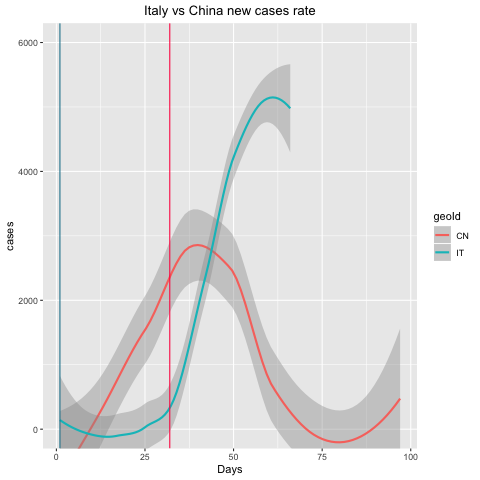 Italy vs China new cases rate
6000
4000
2000
0
cases
0 25 50 75 100
Days
geoId
CN
IT